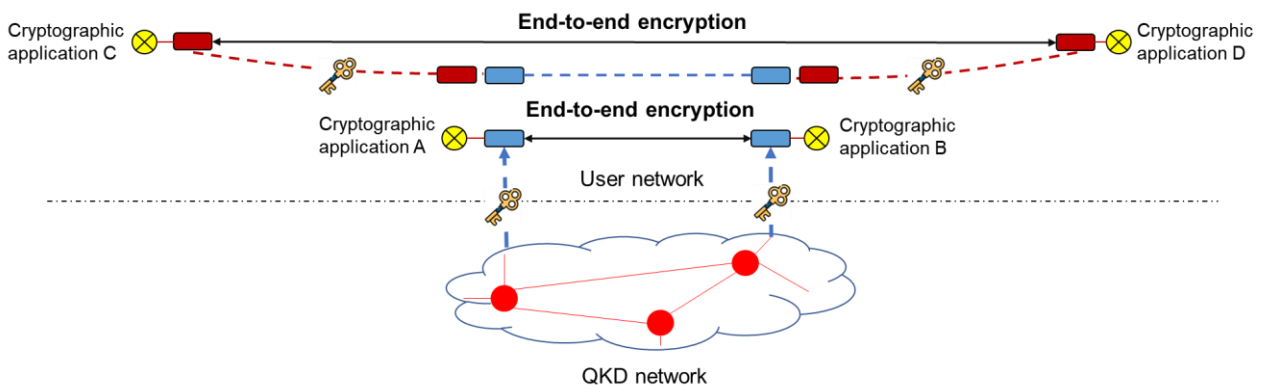 End-to-end encryption
Cryptographic
application C
Cryptographic
application D
End-to-end encryption
Cryptographic
application A
Cryptographic
application B
User network
QKD network